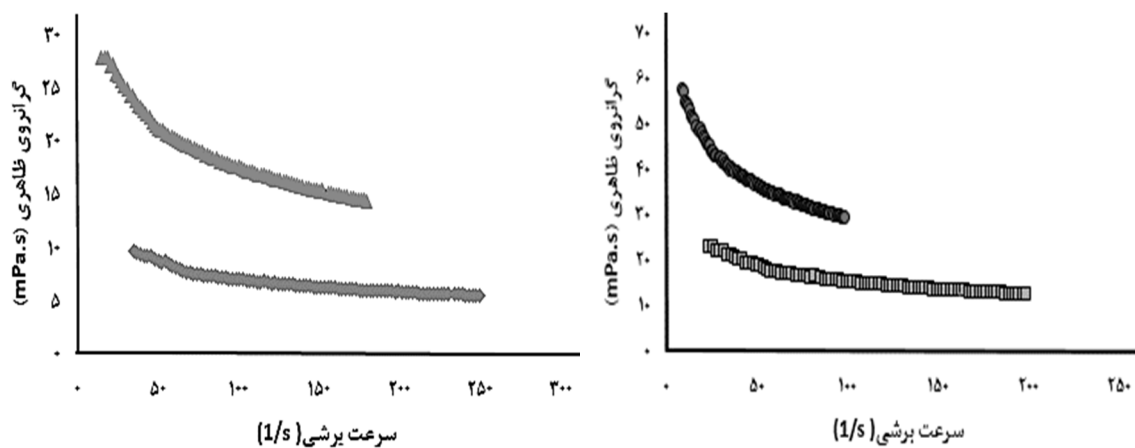 گرانروی ظاهری (mPa.s)
۳۰
۲۵
۲۰
۱۵
۱۰
۵
۰
۰ ۵۰ ۱۰۰ ۱۵۰ ۲۰۰ ۲۵۰ ۳۰۰
سرعت برشی (1/s)
گرانروی ظاهری (mPa.s)
۷۰
۶۰
۵۰
۴۰
۳۰
۲۰
۱۰
۰
۰ ۵۰ ۱۰۰ ۱۵۰ ۲۰۰ ۲۵۰
سرعت برشی (1/s)